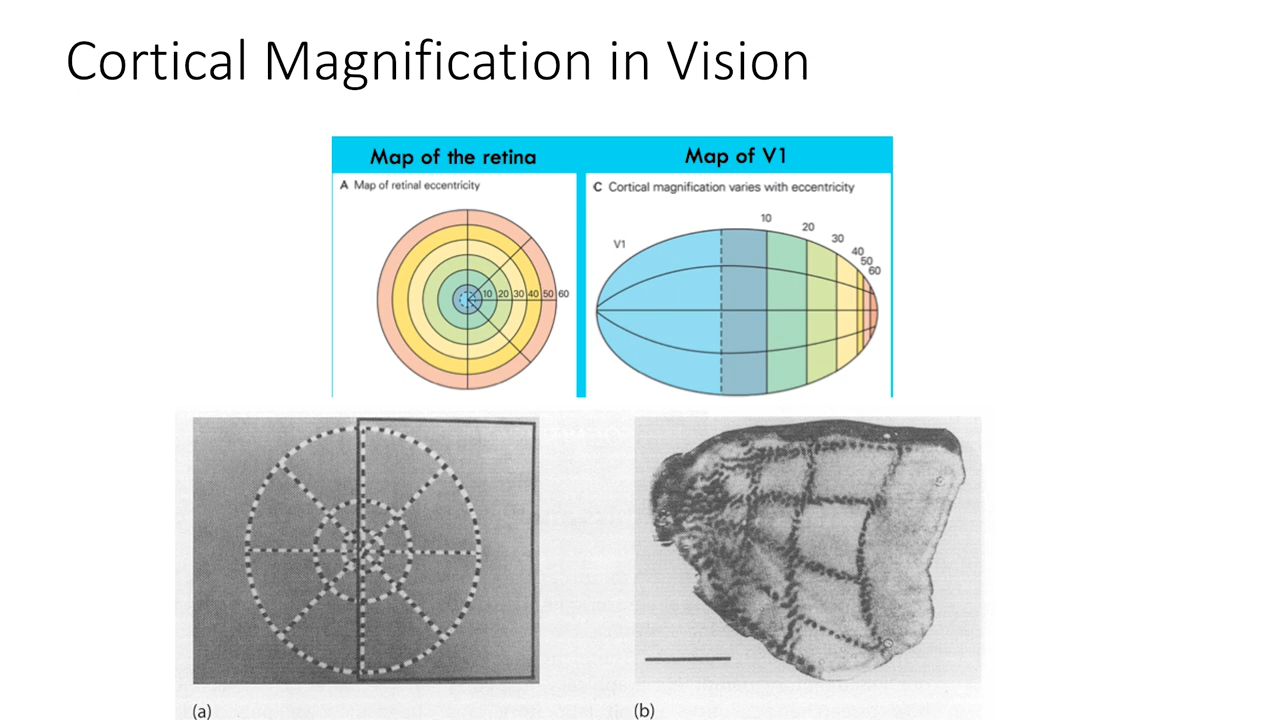 Cortical Magnification in Vision
Map of the retina
Map of V1
A Map of retinal eccentricity
C Cortical magnification varies with eccentricity
10 20 30 40 50 60
V1
10
20
30
40
50
60
(a)
(b)